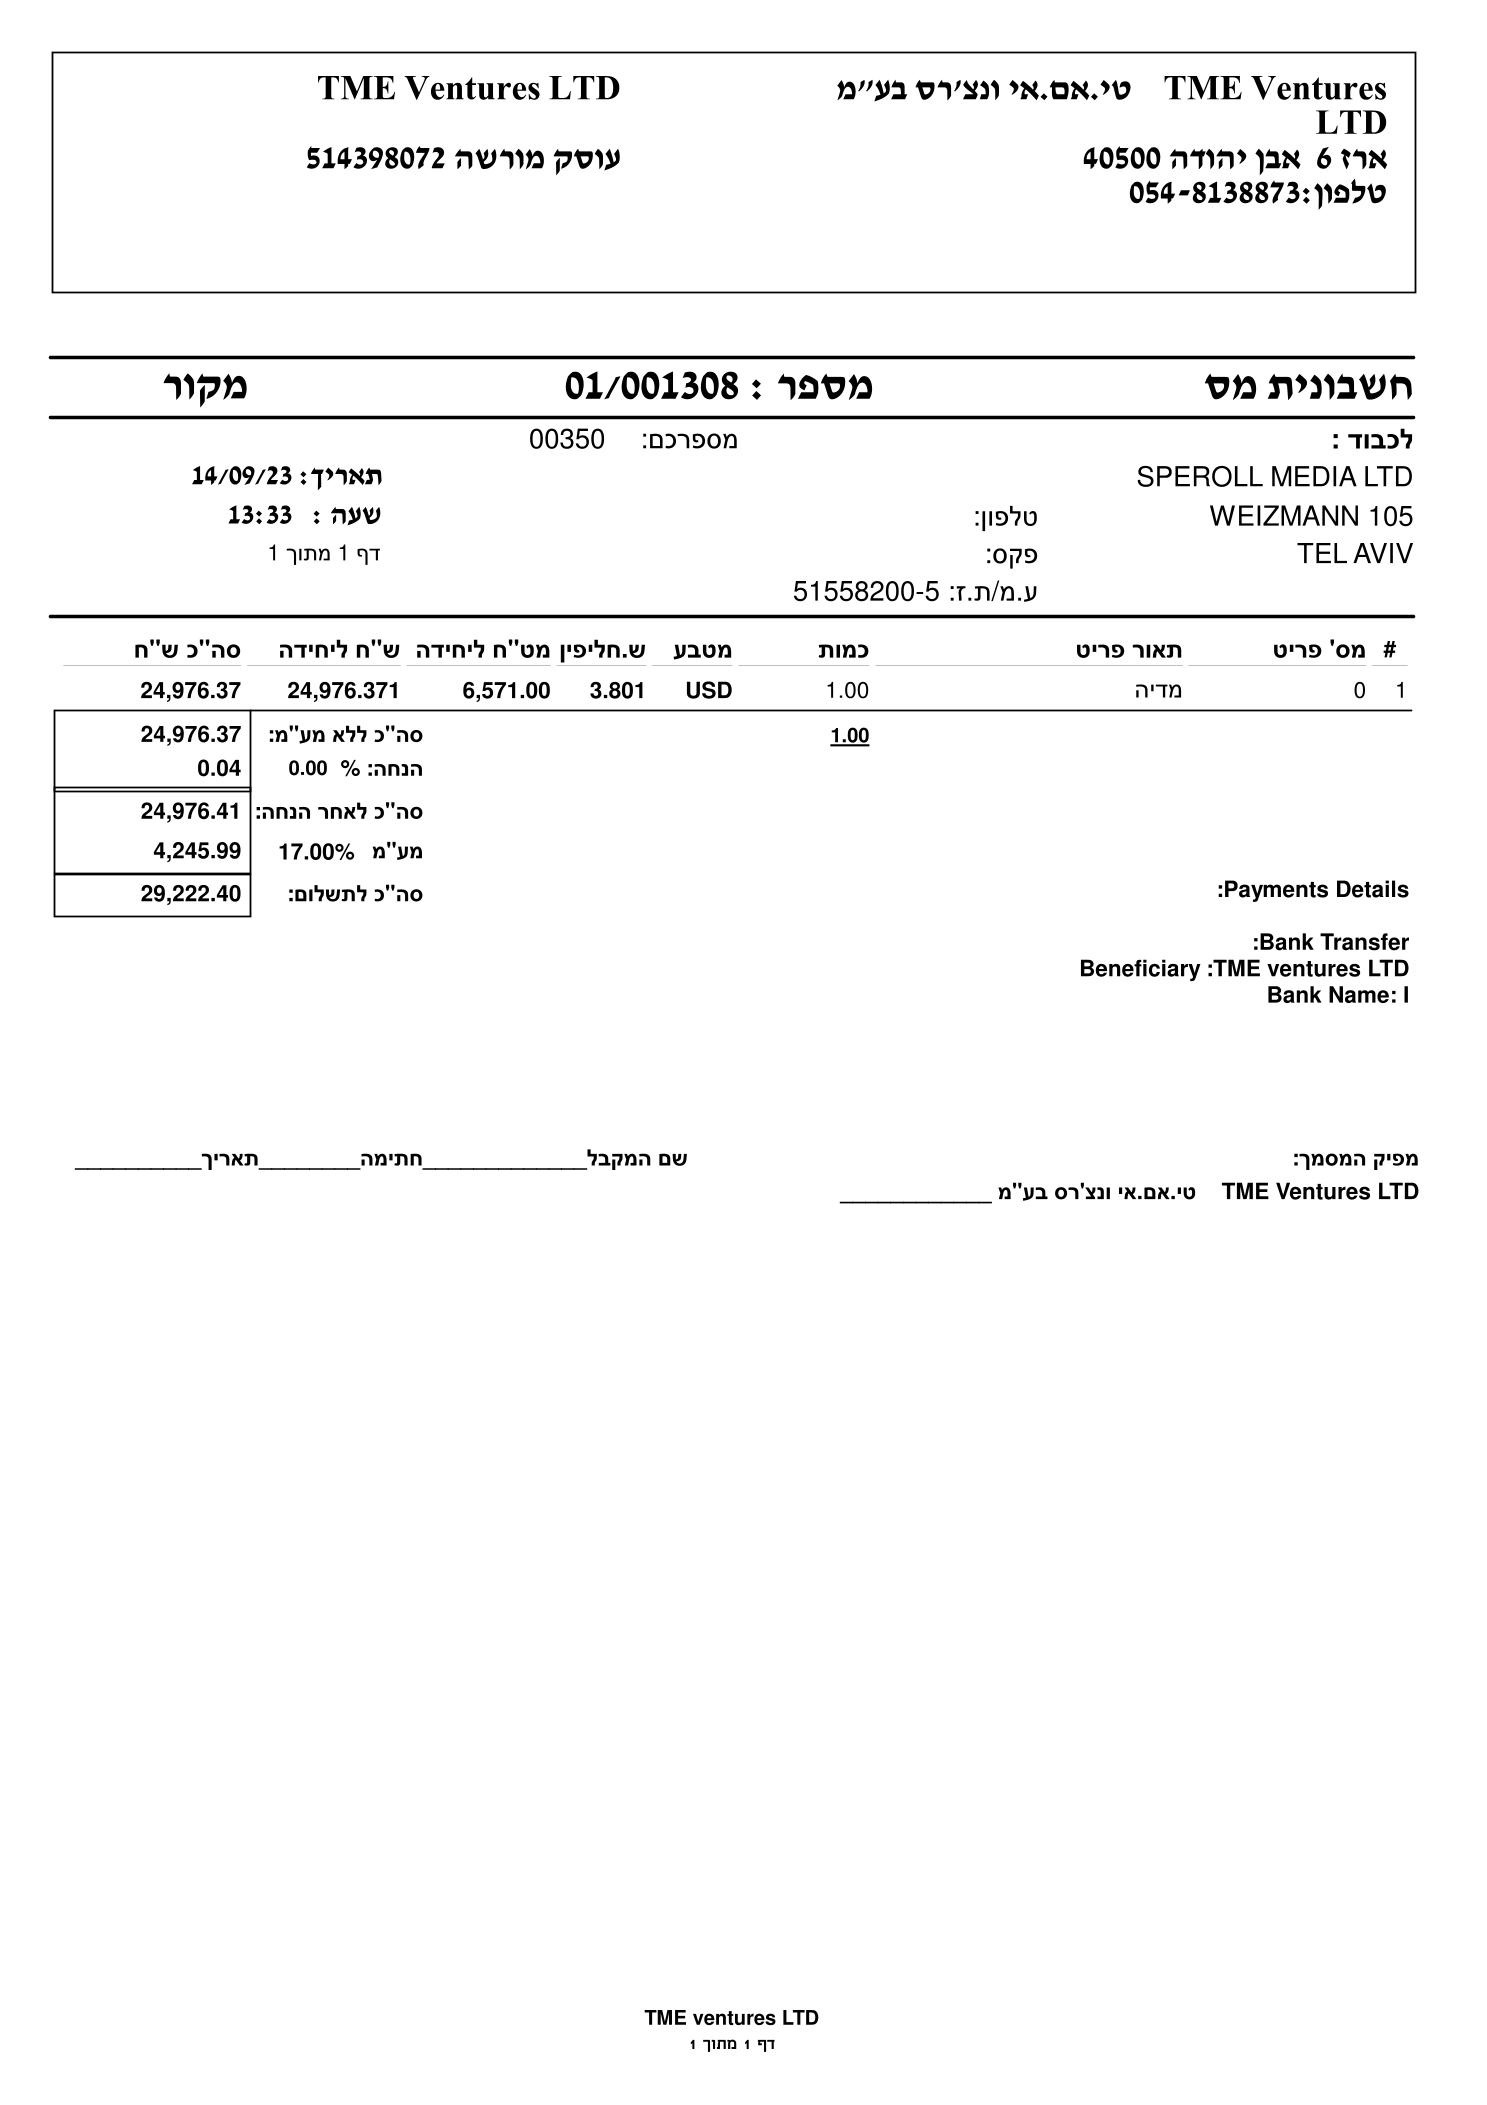 TME Ventures טי.אם.אי ונצ'רס בע"מ
LTD
ארז 6 אבן יהודה 40500
טלפון:054-8138873
TME Ventures LTD
עוסק מורשה 514398072
חשבונית מס מספר : 01/001308 מקור
לכבוד :
SPEROLL MEDIA LTD
WEIZMANN 105
TEL AVIV
מספרכם: 00350
טלפון:
פקס:
ע.מ/ת.ז: 51558200-5
תאריך: 14/09/23
שעה : 13:33
דף 1 מתוך 1
# מס' פריט תאור פריט כמות מטבע ש.חליפין מט"ח ליחידה ש"ח ליחידה סה"כ ש"ח
1 0 מדיה 1.00 USD 3.801 6,571.00 24,976.371 24,976.37
1.00 סה"כ ללא מע"מ: 24,976.37
הנחה: % 0.00 0.04
סה"כ לאחר הנחה: 24,976.41
מע"מ 17.00% 4,245.99
סה"כ לתשלום: 29,222.40
:Payments Details
:Bank Transfer
Beneficiary :TME ventures LTD
Bank Name: I
מפיק המסמך: שם המקבל_____________חתימה________תאריך__________
TME Ventures LTD טי.אם.אי ונצ'רס בע"מ ____________
TME ventures LTD
דף 1 מתוך 1